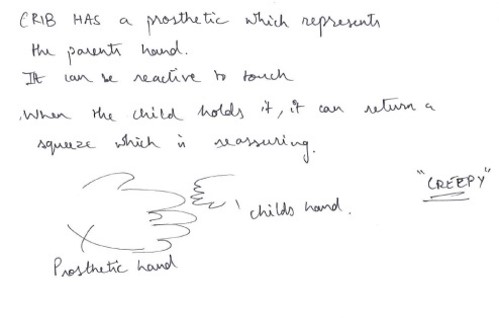 CRIB HAS a prosthetic which represents
the parents hand.
It can be reactive to touch
When the child holds it, it can return a
squeeze which is reassuring.
"CREEPY"
childs hand.
Prosthetic hand